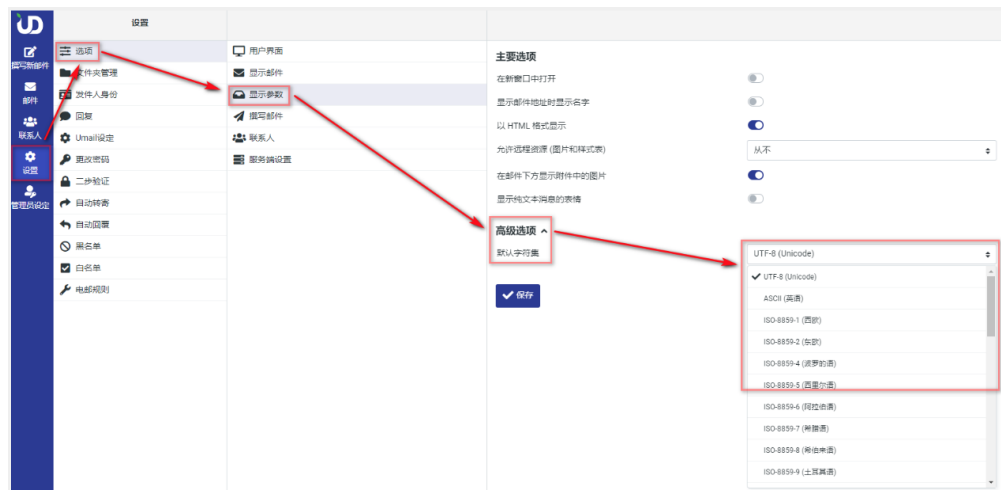 UD
撰写新邮件
邮件
联系人
设置
管理员设定
设置
选项
文件夹管理
发件人身份
回复
Umail设定
更改密码
二步验证
自动转寄
自动回覆
黑名单
白名单
电邮规则
用户界面
显示邮件
显示参数
撰写邮件
联系人
服务端设置
主要选项
在新窗口中打开
显示邮件地址时显示名字
以 HTML 格式显示
允许远程资源 (图片和样式表)
从不
在邮件下方显示附件中的图片
显示纯文本消息的表情
高级选项
默认字符集
UTF-8 (Unicode)
UTF-8 (Unicode)
ASCII (英语)
ISO-8859-1 (西欧)
ISO-8859-2 (东欧)
ISO-8859-4 (波罗的语)
ISO-8859-5 (西里尔语)
ISO-8859-6 (阿拉伯语)
ISO-8859-7 (希腊语)
ISO-8859-8 (希伯来语)
ISO-8859-9 (土耳其语)
保存